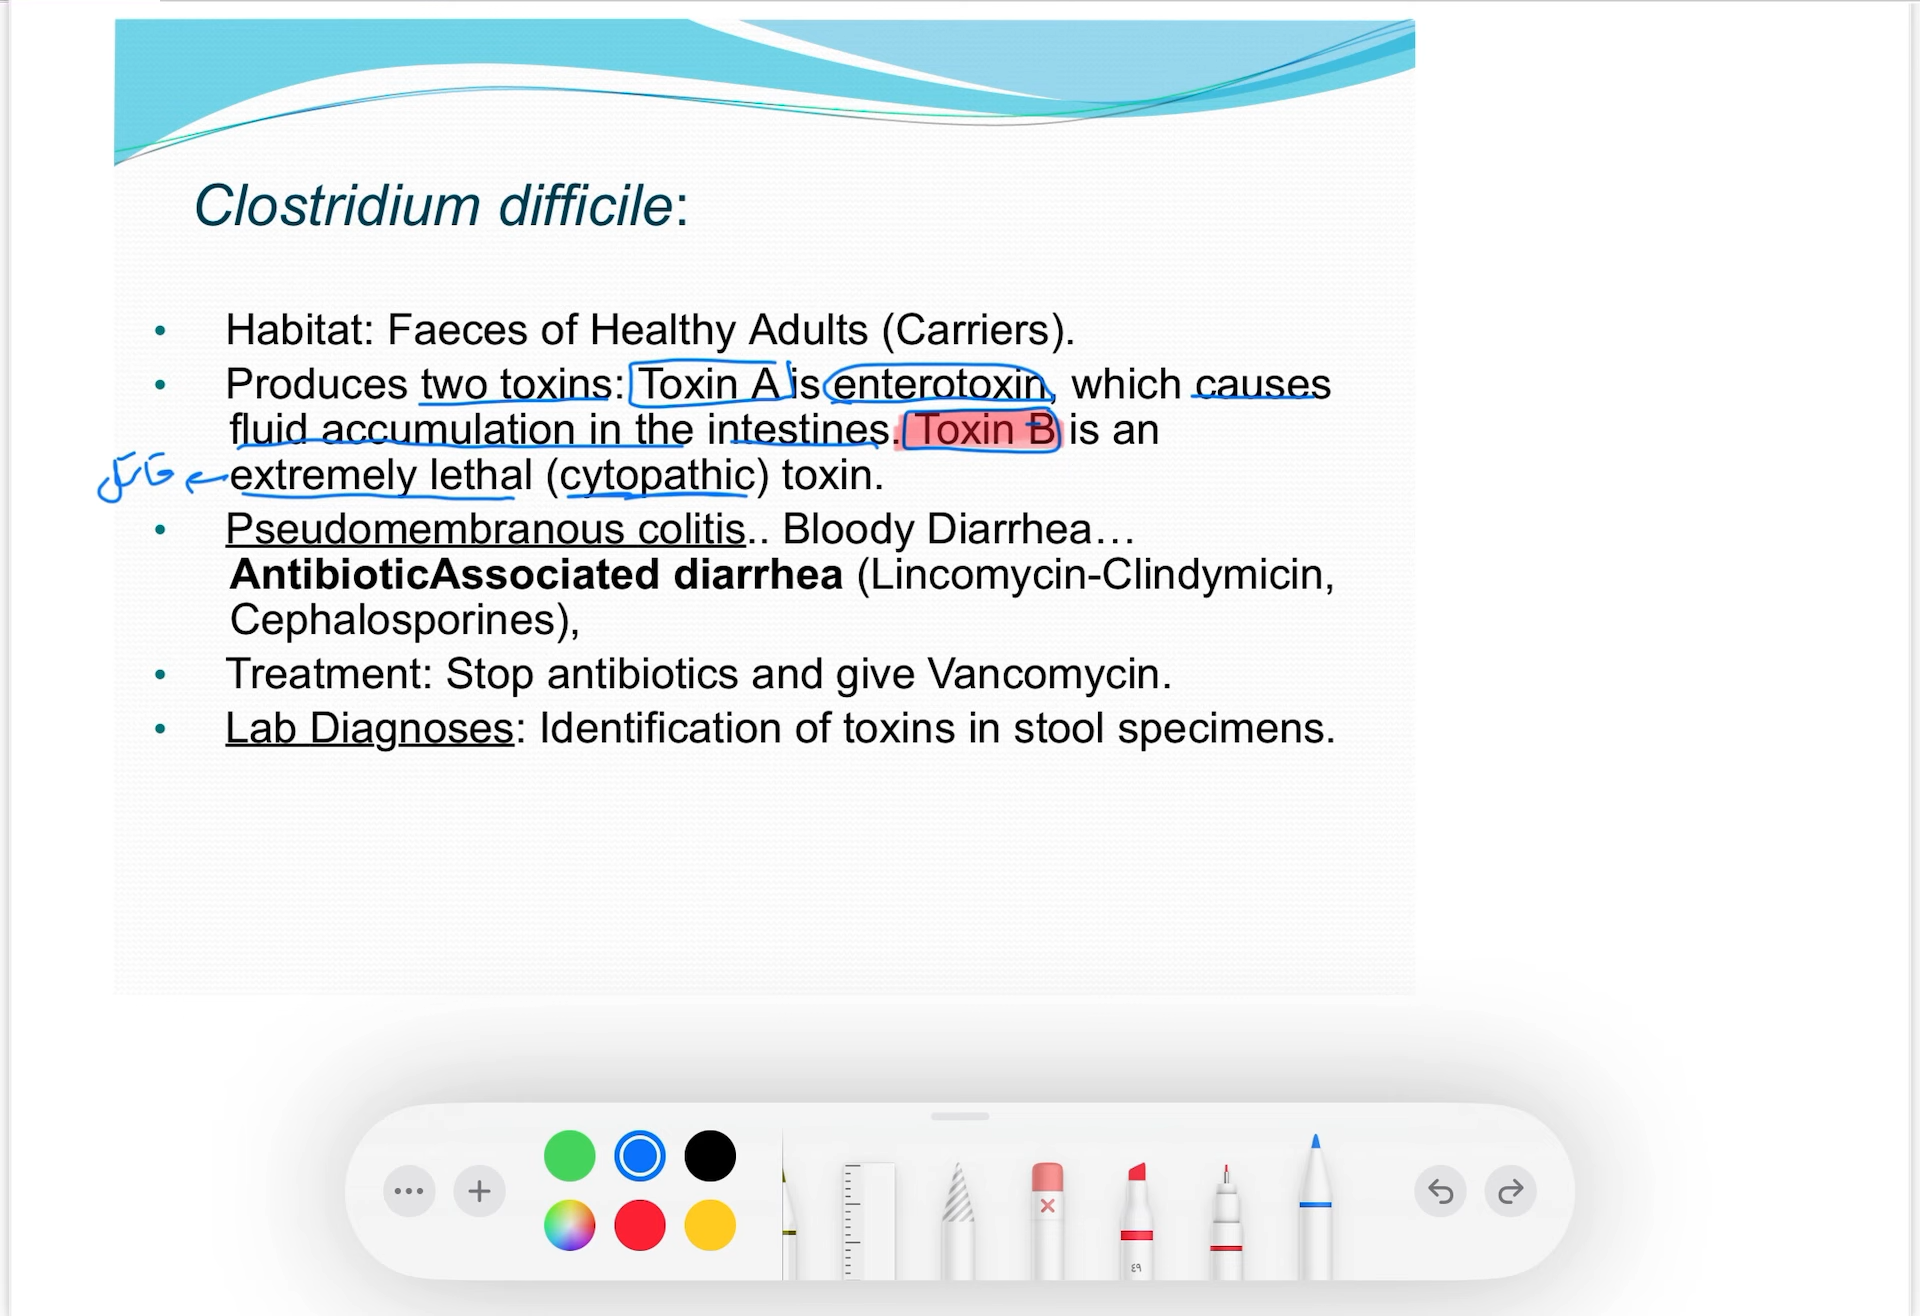 Clostridium difficile:
• Habitat: Faeces of Healthy Adults (Carriers).
• Produces two toxins: Toxin A is enterotoxin, which causes
fluid accumulation in the intestines. Toxin B is an
extremely lethal (cytopathic) toxin.
قاتل
• Pseudomembranous colitis.. Bloody Diarrhea…
AntibioticAssociated diarrhea (Lincomycin-Clindymicin,
Cephalosporines),
• Treatment: Stop antibiotics and give Vancomycin.
• Lab Diagnoses: Identification of toxins in stool specimens.
٤٩